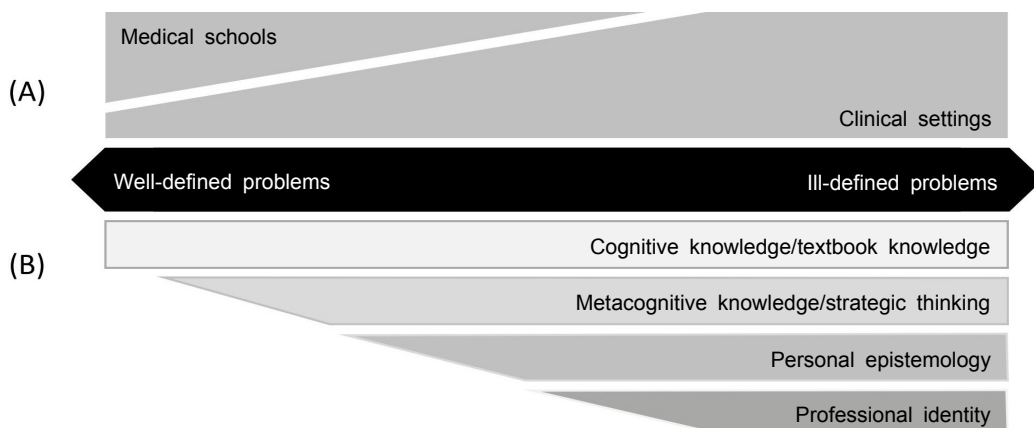 Medical schools
(A)
Clinical settings
Well-defined problems
Ill-defined problems
Cognitive knowledge/textbook knowledge
(B)
Metacognitive knowledge/strategic thinking
Personal epistemology
Professional identity